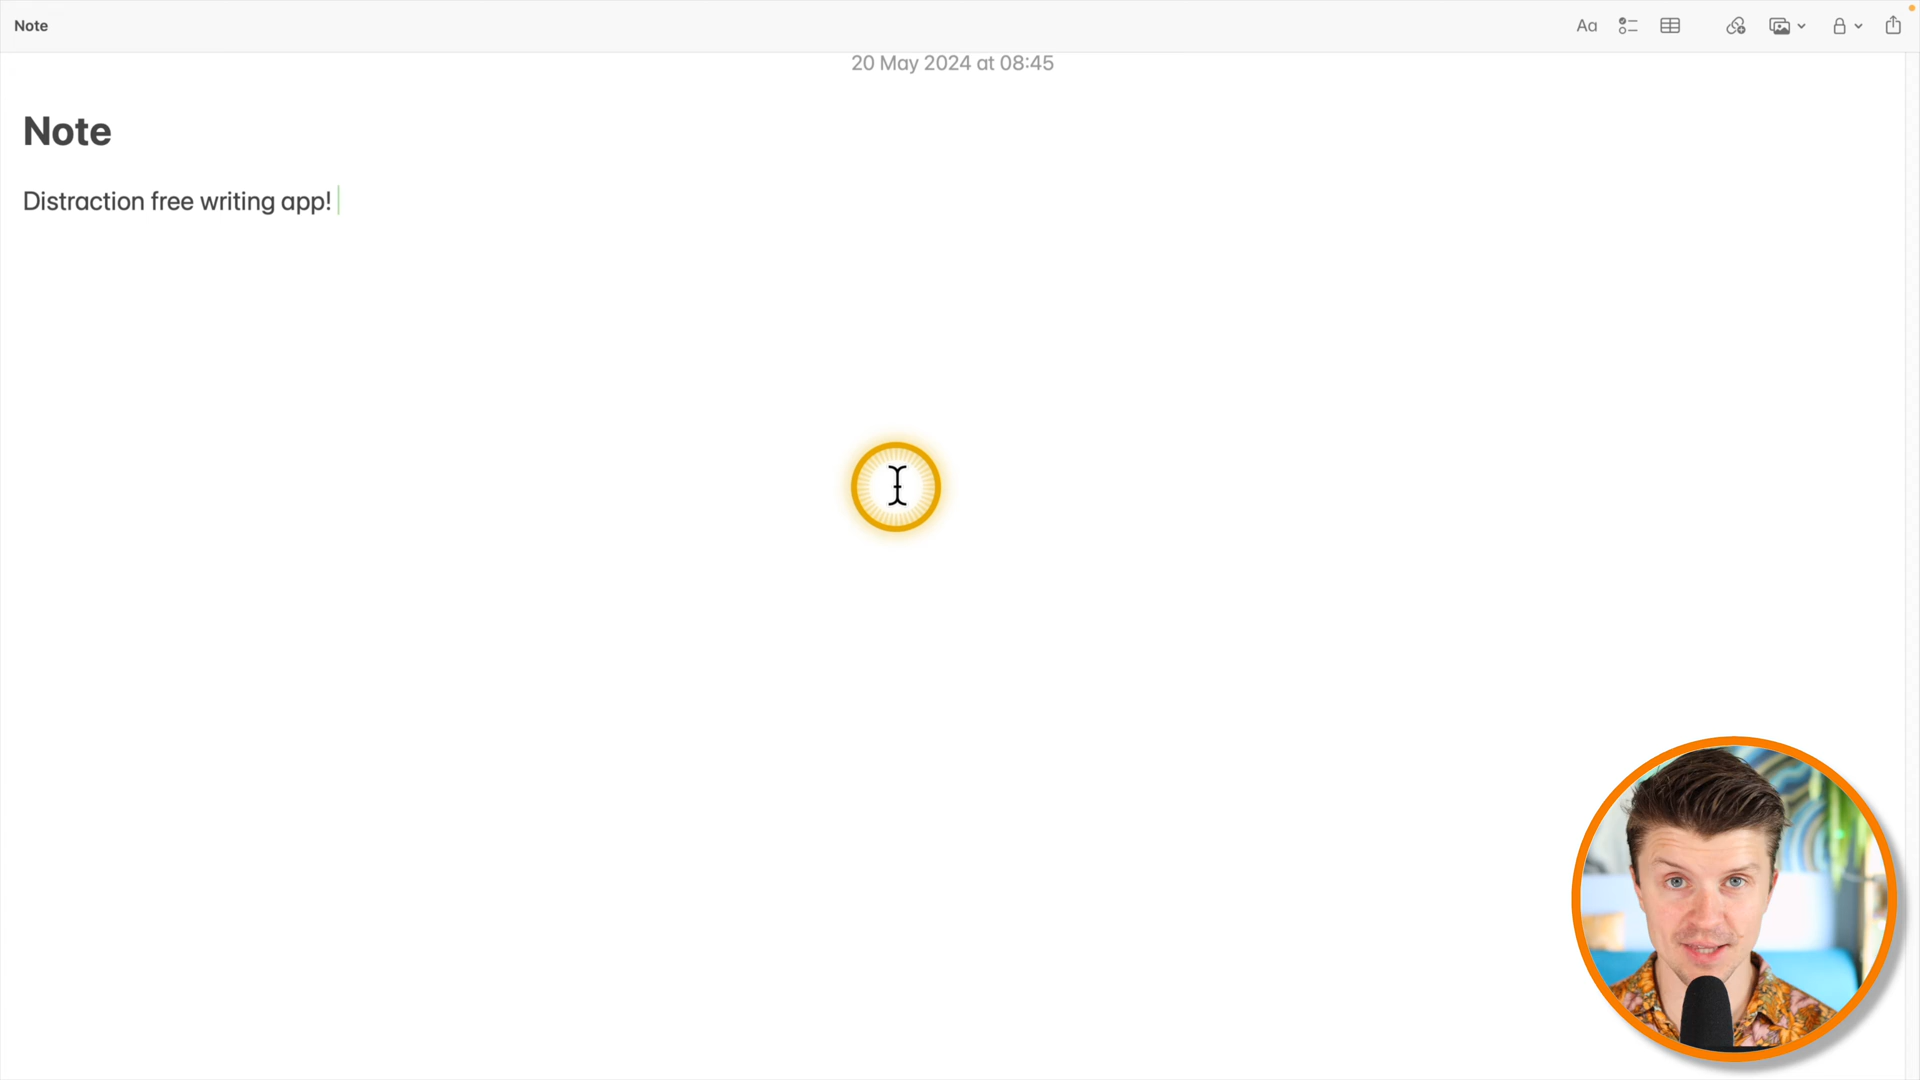 Note
Aa
20 May 2024 at 08:45
Note
Distraction free writing app!